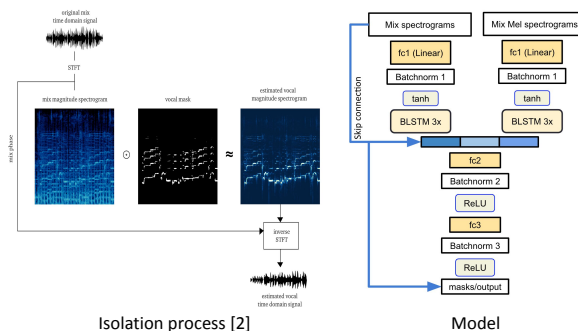 original mix
time domain signal
STFT
mix magnitude spectrogram
vocal mask
estimated vocal
magnitude spectrogram
mix phase
inverse
STFT
estimated vocal
time domain signal
Isolation process [2]
Mix spectrograms
Mix Mel spectrograms
fc1 (Linear)
fc1 (Linear)
Batchnorm 1
Batchnorm 1
tanh
tanh
BLSTM 3x
BLSTM 3x
Skip connection
fc2
Batchnorm 2
ReLU
fc3
Batchnorm 3
ReLU
masks/output
Model